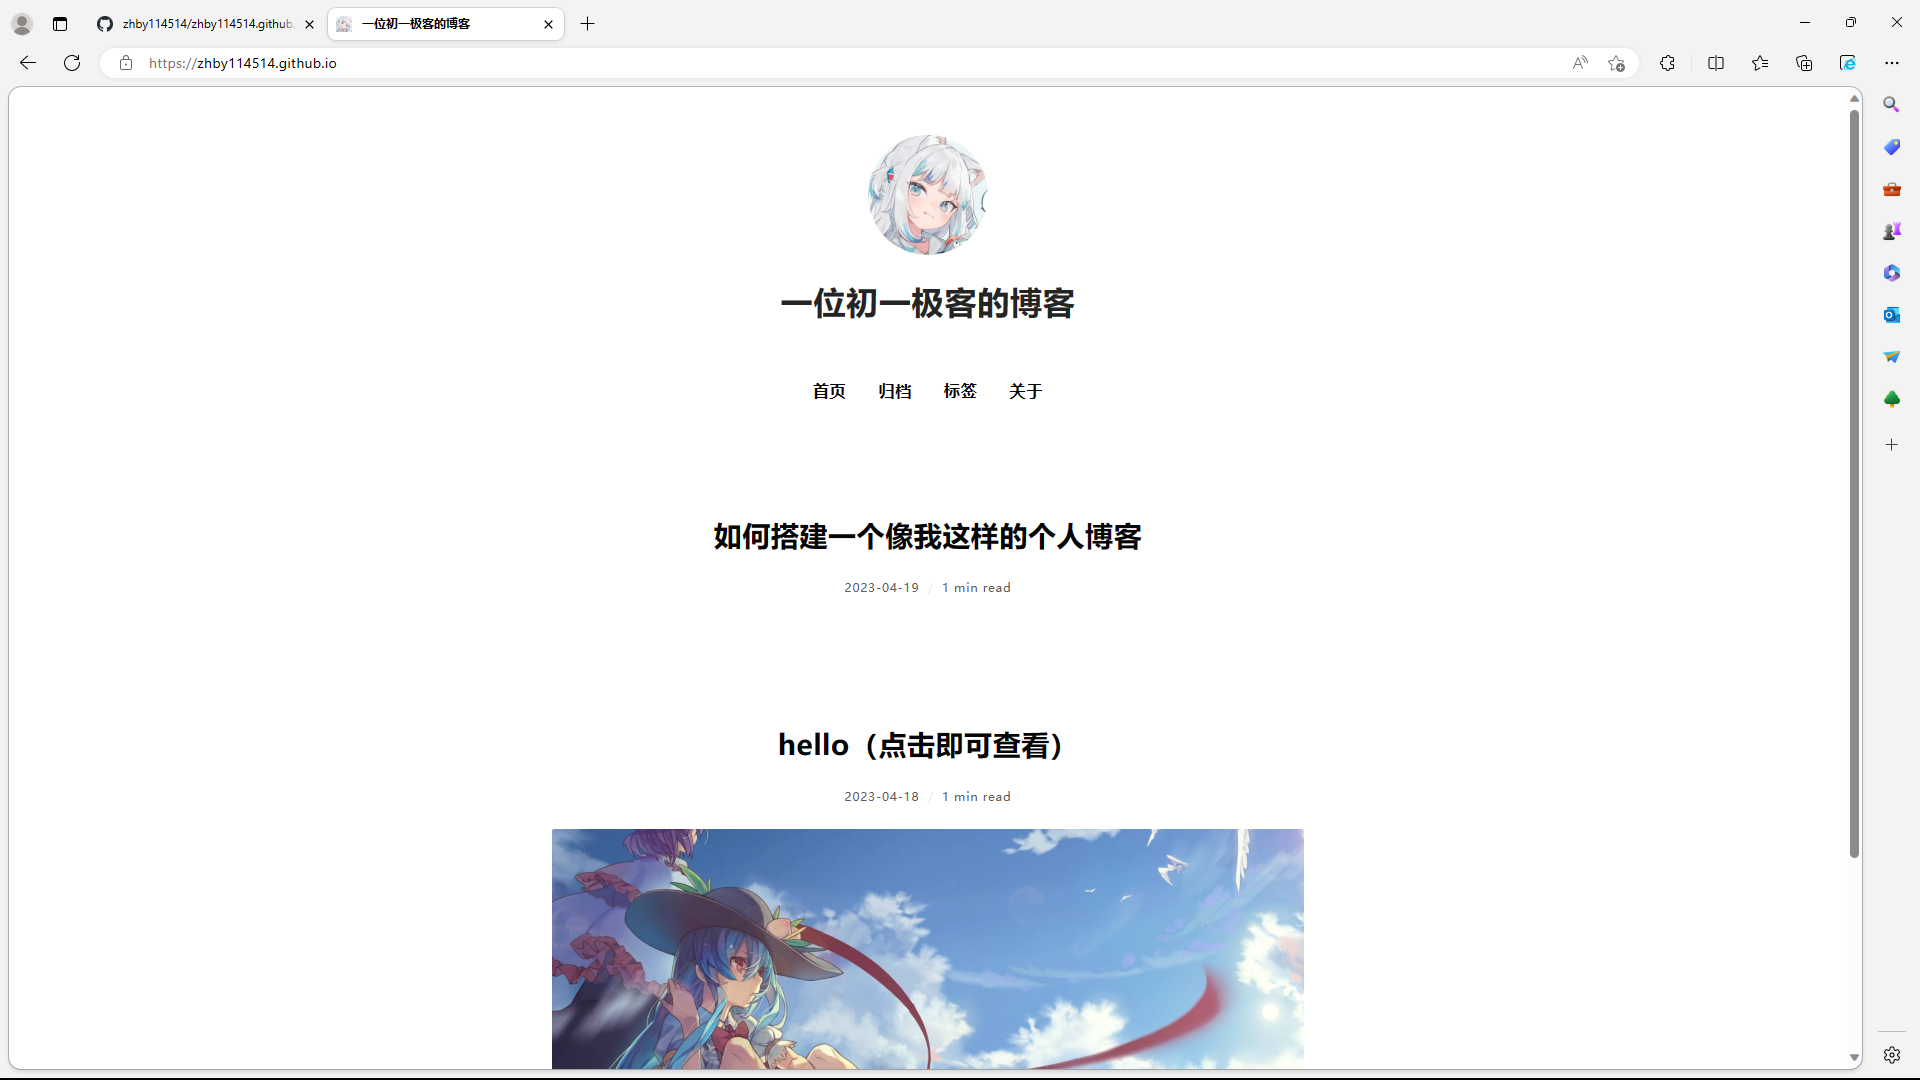 zhby114514/zhby114514.github
一位初一极客的博客
https://zhby114514.github.io
一位初一极客的博客
首页 归档 标签 关于
如何搭建一个像我这样的个人博客
2023-04-19 / 1 min read
hello（点击即可查看）
2023-04-18 / 1 min read